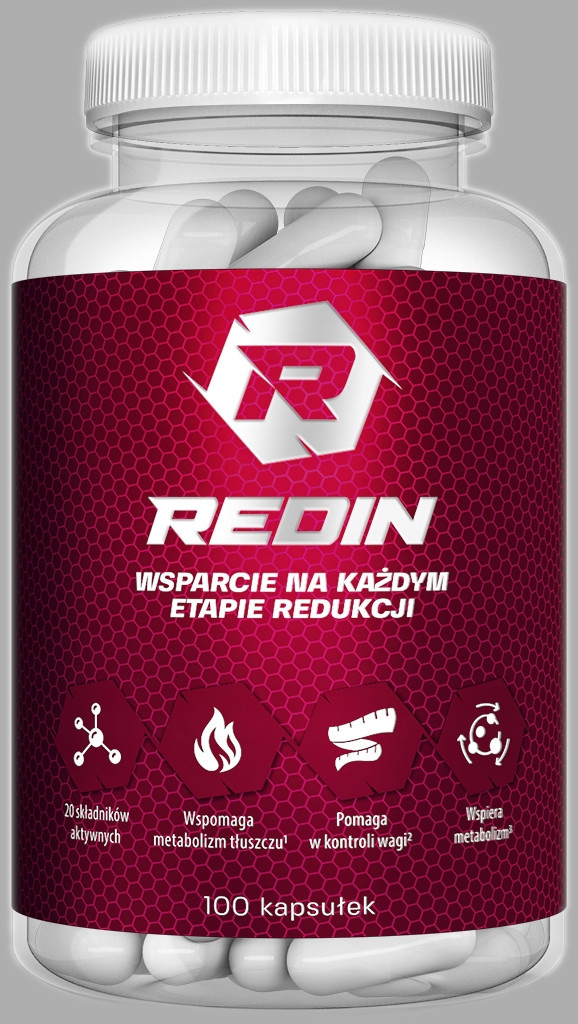 R
REDIN
WSPARCIE NA KAŻDYM
ETAPIE REDUKCJI
20 składników
aktywnych
Wspomaga
metabolizm tłuszczu¹
Pomaga
w kontroli wagi²
Wspiera
metabolizm³
100 kapsułek